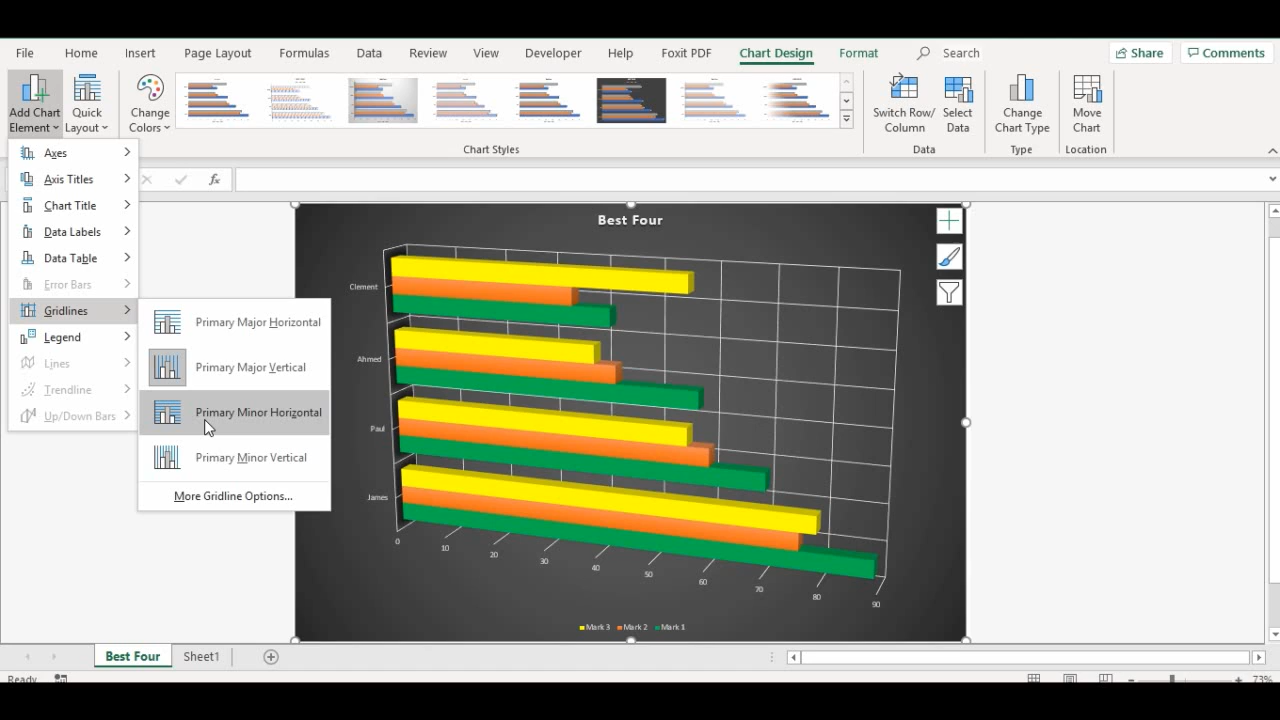 File Home Insert Page Layout Formulas Data Review View Developer Help Foxit PDF Chart Design Format Search Share Comments
Add Chart Element
Quick Layout
Change Colors
Switch Row/ Column
Select Data
Change Chart Type
Move Chart
Chart Styles
Data
Type
Location
fx
Axes
Axis Titles
Chart Title
Data Labels
Data Table
Error Bars
Gridlines
Legend
Lines
Trendline
Up/Down Bars
Primary Major Horizontal
Primary Major Vertical
Primary Minor Horizontal
Primary Minor Vertical
More Gridline Options...
Best Four
Clement
Ahmed
Paul
James
0 10 20 30 40 50 60 70 80 90
Mark 3 Mark 2 Mark 1
Best Four Sheet1
Ready 73%